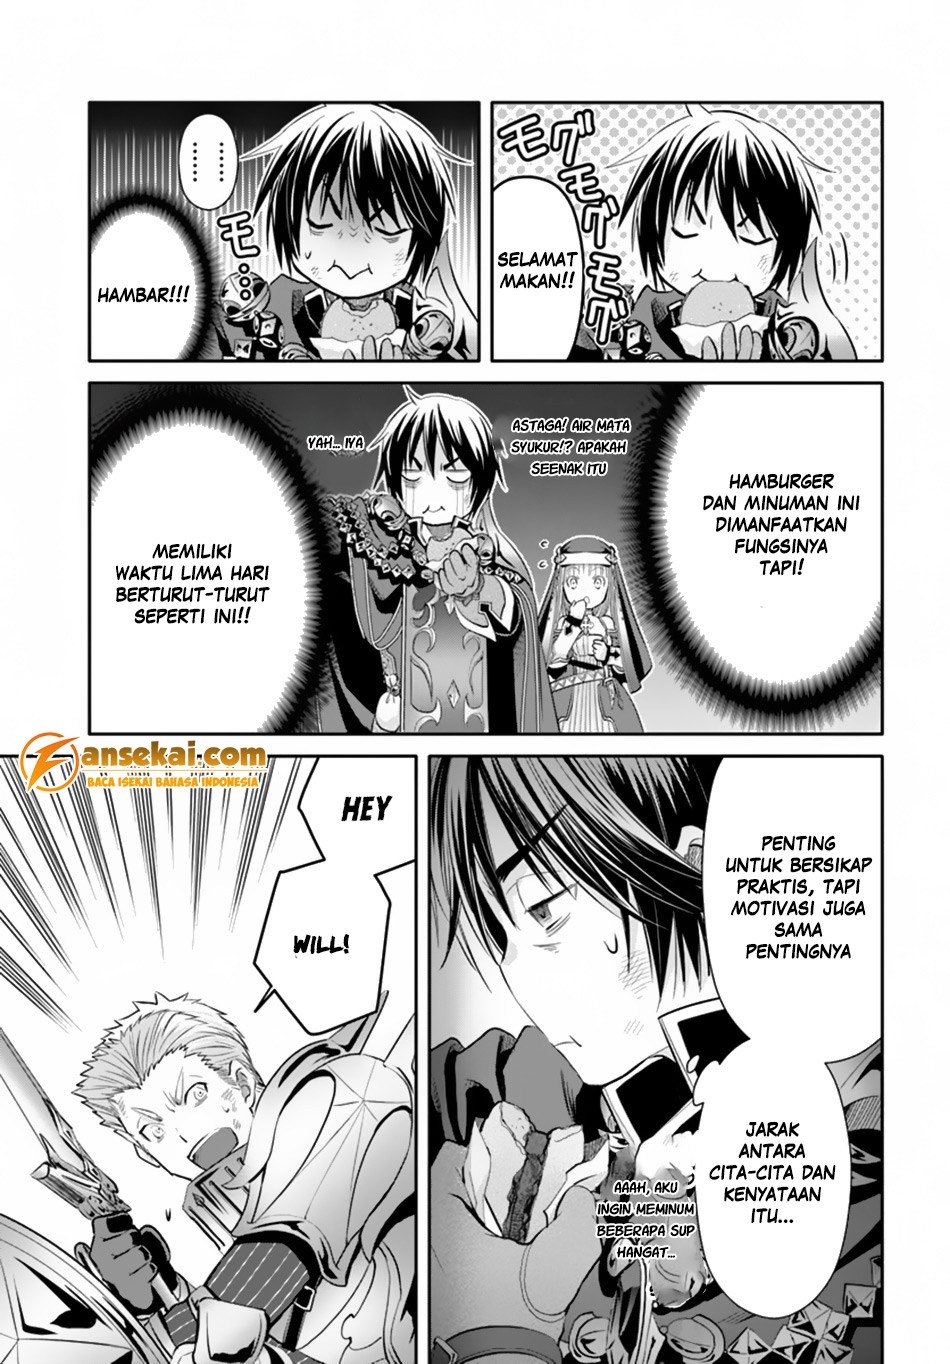 モグ
モグ
モグ
SELAMAT
MAKAN!!
モ…
HAMBAR!!!
HAMBURGER
DAN MINUMAN INI
DIMANFAATKAN
FUNGSINYA
TAPI!
ASTAGA! AIR MATA
SYUKUR!? APAKAH
SEENAK ITU
YAH... IYA
MEMILIKI
WAKTU LIMA HARI
BERTURUT-TURUT
SEPERTI INI!!
ansekai.com
BACA ISEKAI BAHASA INDONESIA
PENTING
UNTUK BERSIKAP
PRAKTIS, TAPI
MOTIVASI JUGA
SAMA
PENTINGNYA
JARAK
ANTARA
CITA-CITA DAN
KENYATAAN
ITU...
AAAH, AKU
INGIN MEMINUM
BEBERAPA SUP
HANGAT...
HEY
WILL!